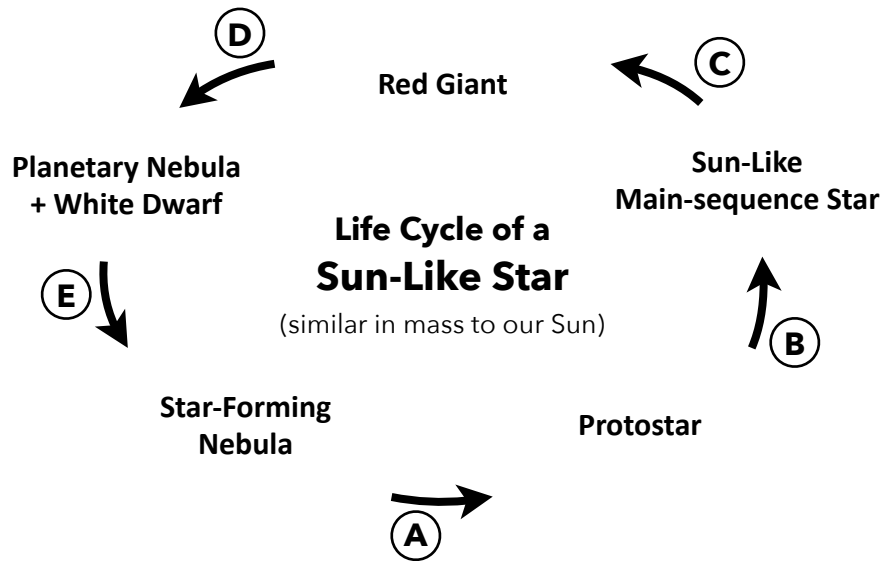 D
C
Red Giant
Planetary Nebula
+ White Dwarf
Sun-Like
Main-sequence Star
Life Cycle of a
Sun-Like Star
(similar in mass to our Sun)
E
B
Star-Forming
Nebula
Protostar
A